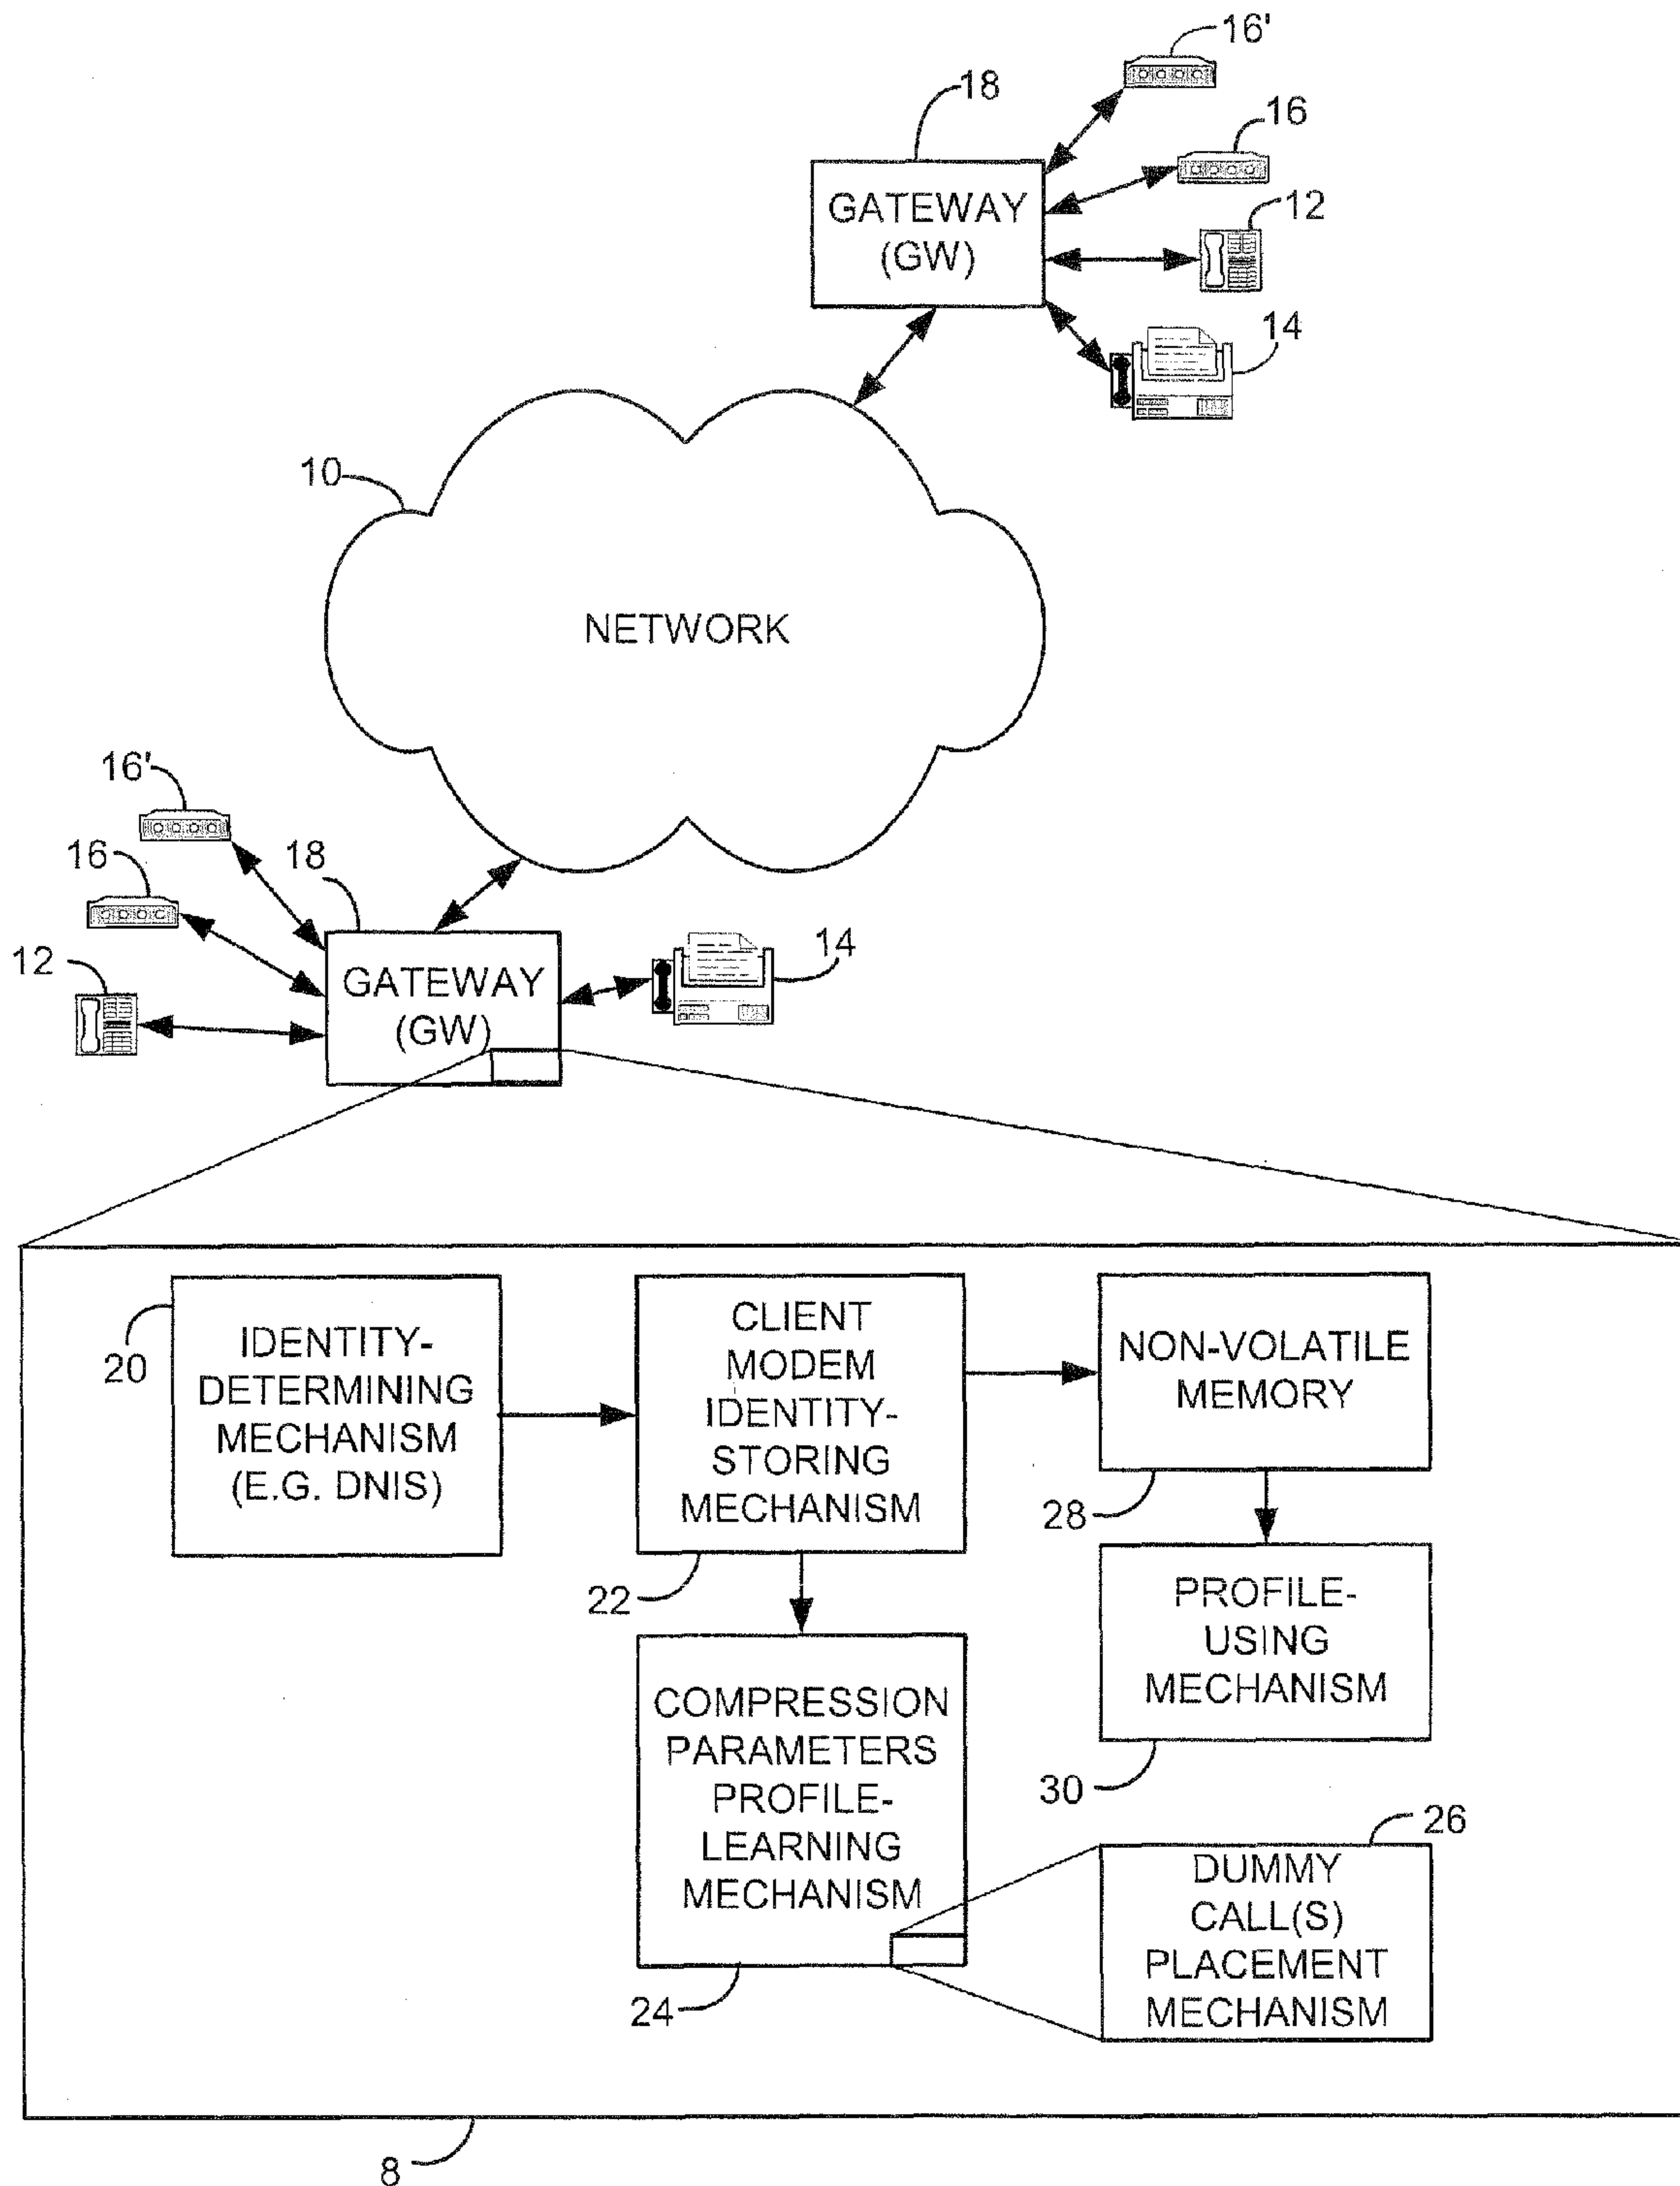 16'
18
16
GATEWAY
(GW)
12
14
10
NETWORK
16'
16
18
12
GATEWAY
(GW)
14
20
IDENTITY-
DETERMINING
MECHANISM
(E.G. DNIS)
CLIENT
MODEM
IDENTITY-
STORING
MECHANISM
22
NON-VOLATILE
MEMORY
28
PROFILE-
USING
MECHANISM
30
COMPRESSION
PARAMETERS
PROFILE-
LEARNING
MECHANISM
24
26
DUMMY
CALL(S)
PLACEMENT
MECHANISM
8